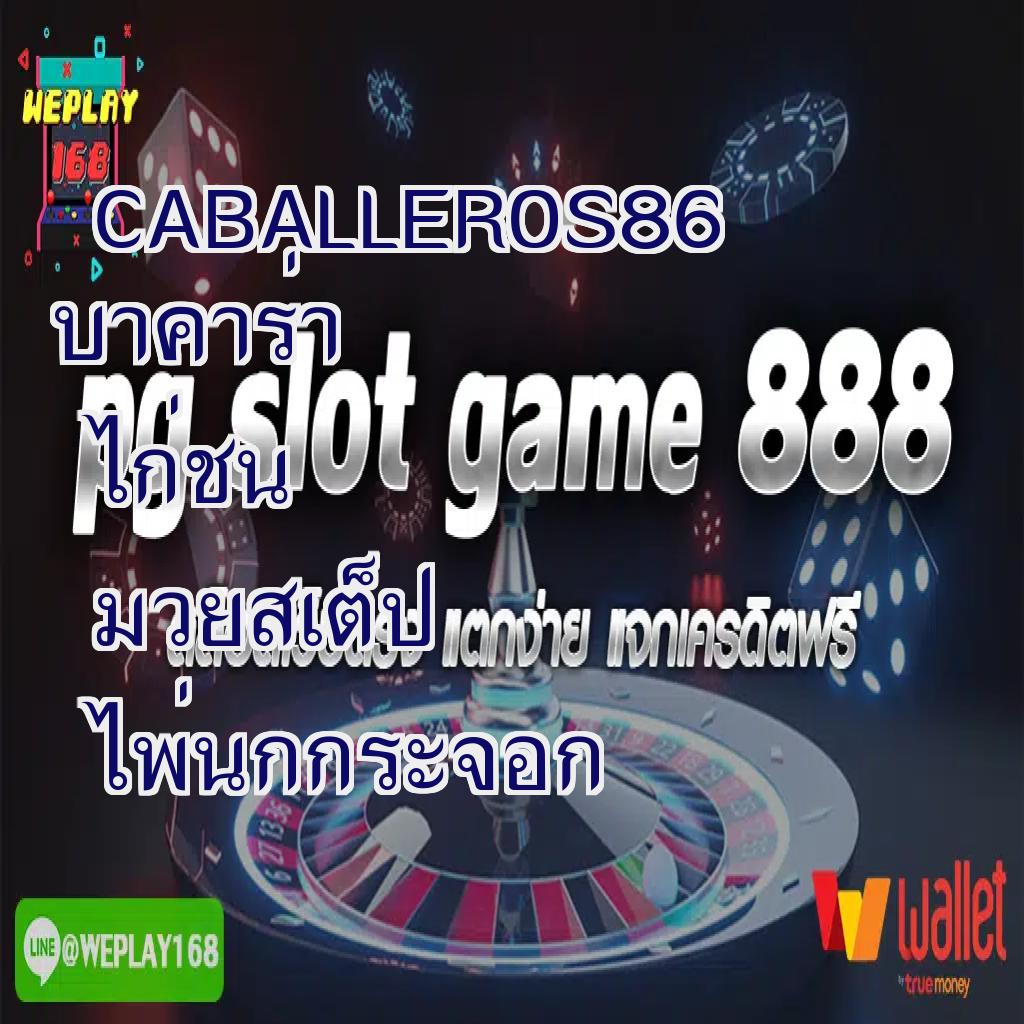 WEPLAY
168
CABALLEROS86
บาคาร่า
pg slot game 888
ไก่ชน
มวยสเต็ป
แตกง่าย แจกเครดิตฟรี
ไพ่นกกระจอก
LINE @WEPLAY168
wallet
by truemoney